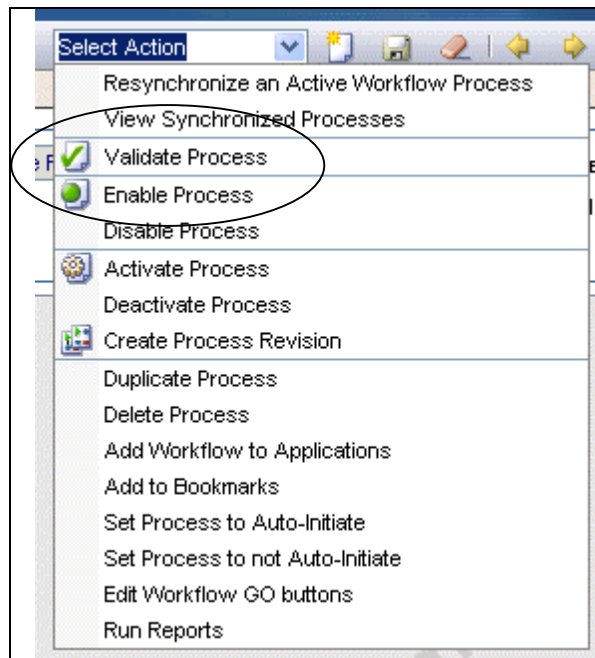 Select Action
Resynchronize an Active Workflow Process
View Synchronized Processes
Validate Process
Enable Process
Disable Process
Activate Process
Deactivate Process
Create Process Revision
Duplicate Process
Delete Process
Add Workflow to Applications
Add to Bookmarks
Set Process to Auto-Initiate
Set Process to not Auto-Initiate
Edit Workflow GO buttons
Run Reports